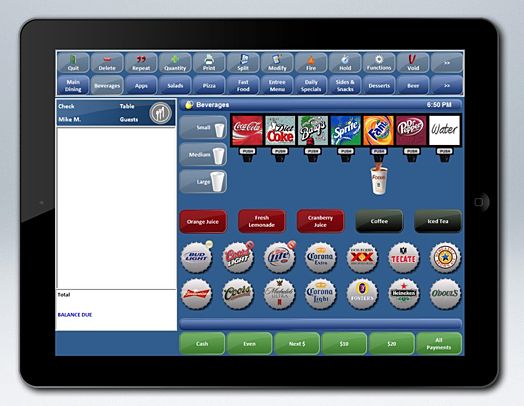 Quit Delete Repeat Quantity Print Split Modify Fire Hold Functions Void >>
Main Dining Beverages Apps Salads Pizza Fast Food Entree Menu Daily Specials Sides & Snacks Desserts Beer >>
Check Table
Mike M. Guests
Beverages 6:50 PM
Small
Medium
Large
Coca-Cola Diet Coke Barq's Sprite Fanta Dr Pepper Water
PUSH PUSH PUSH PUSH PUSH PUSH PUSH
Focus
Orange Juice Fresh Lemonade Cranberry Juice Coffee Iced Tea
BUD LIGHT Coors LIGHT Miller Lite Corona Extra DOS EQUIS XX TECATE
Budweiser Coors Michelob ULTRA Corona Light FOSTER'S Heineken O'DOUL'S
Total
BALANCE DUE
Cash Even Next $ $10 $20 All Payments